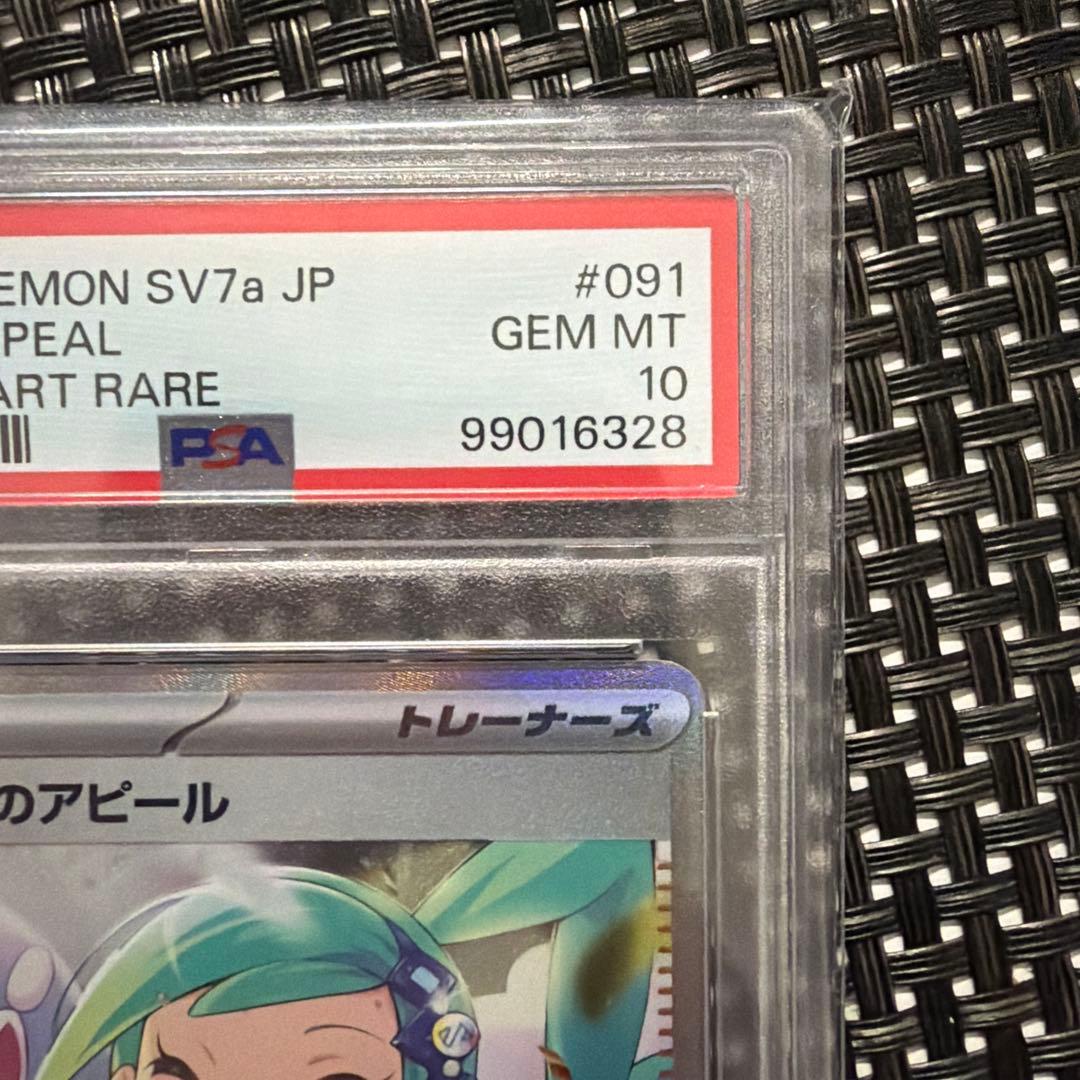 EMON SV7a JP #091
PEAL GEM MT
ART RARE 10
PSA 99016328
トレーナーズ
のアピール